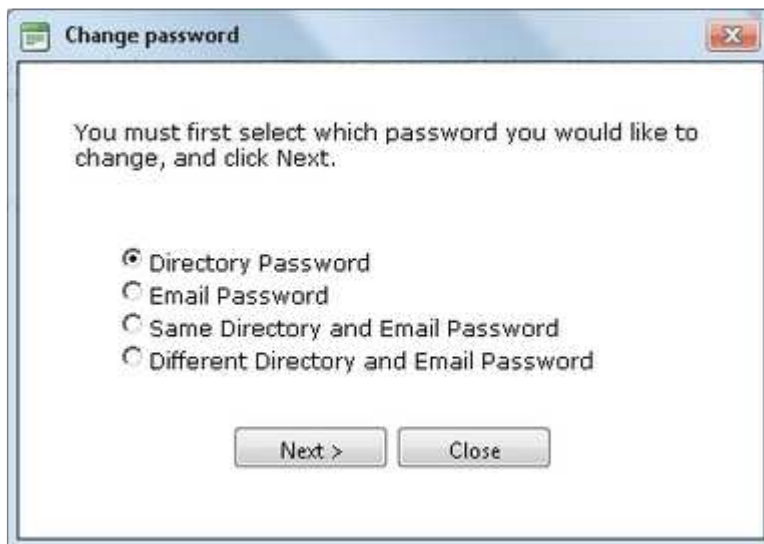 Change password
You must first select which password you would like to
change, and click Next.
Directory Password
Email Password
Same Directory and Email Password
Different Directory and Email Password
Next >
Close